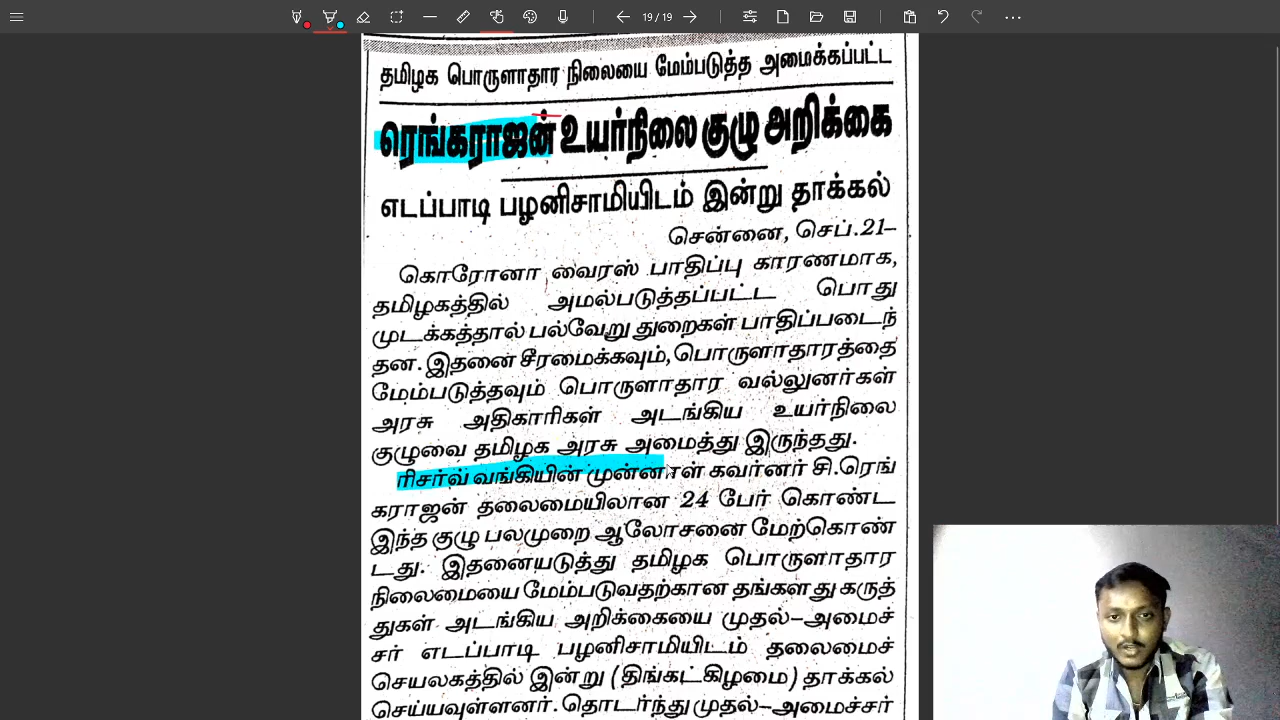 19 / 19
தமிழக பொருளாதார நிலையை மேம்படுத்த அமைக்கப்பட்ட
ரெங்கராஜன் உயர்நிலை குழு அறிக்கை
எடப்பாடி பழனிசாமியிடம் இன்று தாக்கல்
சென்னை, செப்.21–
கொரோனா வைரஸ் பாதிப்பு காரணமாக,
தமிழகத்தில் அமல்படுத்தப்பட்ட பொது
முடக்கத்தால் பல்வேறு துறைகள் பாதிப்படைந்
தன. இதனை சீரமைக்கவும், பொருளாதாரத்தை
மேம்படுத்தவும் பொருளாதார வல்லுனர்கள்
அரசு அதிகாரிகள் அடங்கிய உயர்நிலை
குழுவை தமிழக அரசு அமைத்து இருந்தது.
ரிசர்வ் வங்கியின் முன்னாள் கவர்னர் சி.ரெங்
கராஜன் தலைமையிலான 24 பேர் கொண்ட
இந்த குழு பலமுறை ஆலோசனை மேற்கொண்
டது. இதனையடுத்து தமிழக பொருளாதார
நிலைமையை மேம்படுவதற்கான தங்களது கருத்
துகள் அடங்கிய அறிக்கையை முதல்–அமைச்
சர் எடப்பாடி பழனிசாமியிடம் தலைமைச்
செயலகத்தில் இன்று (திங்கட்கிழமை) தாக்கல்
செய்யவுள்ளனர். தொடர்ந்து முதல்–அமைச்சர்